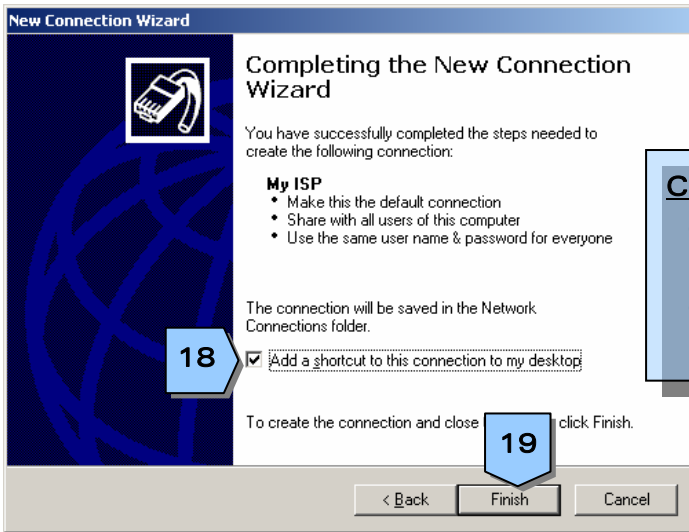 New Connection Wizard
Completing the New Connection
Wizard
You have successfully completed the steps needed to
create the following connection:
My ISP
• Make this the default connection
• Share with all users of this computer
• Use the same user name & password for everyone
The connection will be saved in the Network
Connections folder.
18
Add a shortcut to this connection to my desktop
To create the connection and close click Finish.
19
< Back
Finish
Cancel
C